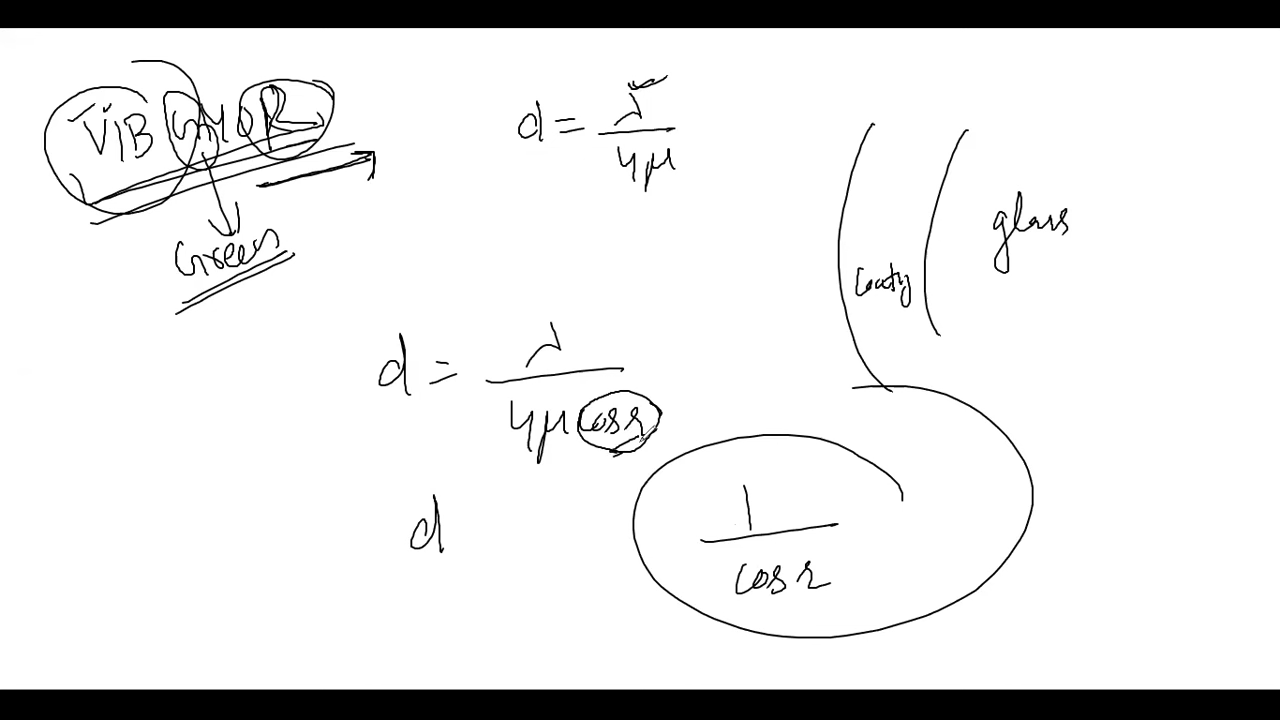 VIBGYOR
Green
d = λ / 4μ
coating
glass
d = λ / 4μ cos r
d
1 / cos r